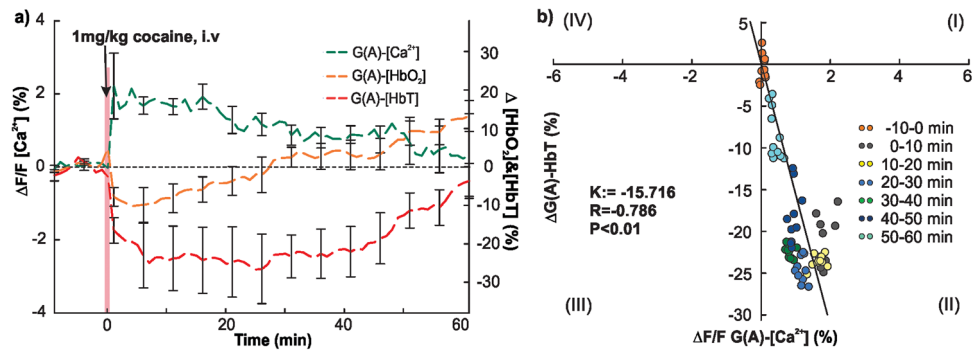 a)
1mg/kg cocaine, i.v
G(A)-[Ca²⁺]
G(A)-[HbO₂]
G(A)-[HbT]
ΔF/F [Ca²⁺] (%)
4
2
0
-2
-4
0
20
40
60
Time (min)
30
20
10
0
-10
-20
-30
Δ [HbO₂]&[HbT] (%)
b)
(IV)
(I)
-6
-4
-2
0
2
4
6
-5
-10
-15
-20
-25
-30
ΔG(A)-HbT (%)
K:= -15.716
R=-0.786
P<0.01
-10-0 min
0-10 min
10-20 min
20-30 min
30-40 min
40-50 min
50-60 min
(III)
(II)
ΔF/F G(A)-[Ca²⁺] (%)